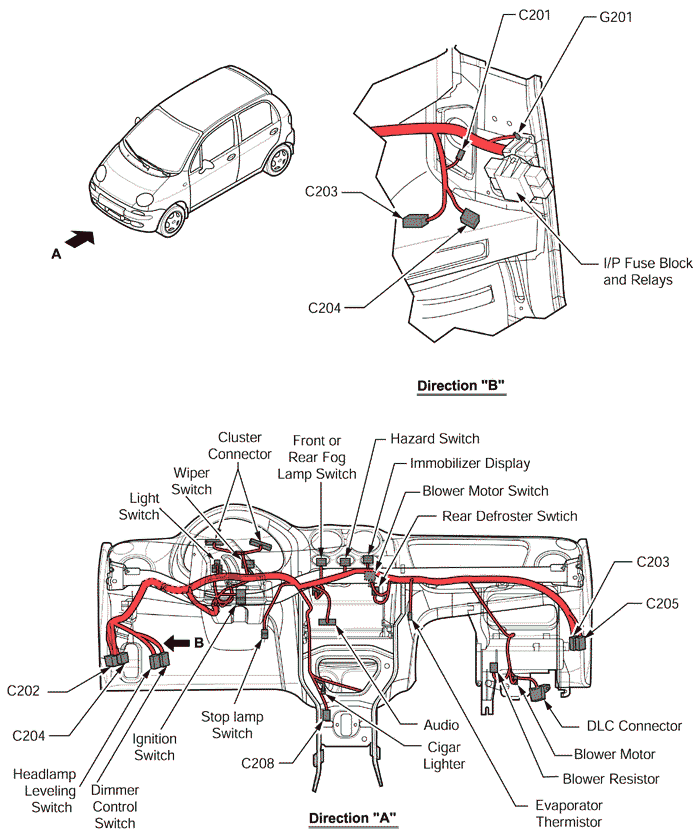 C201
G201
A
C203
C204
I/P Fuse Block
and Relays
Direction "B"
Cluster
Connector
Front or
Rear Fog
Lamp Switch
Hazard Switch
Immobilizer Display
Wiper
Switch
Blower Motor Switch
Light
Switch
Rear Defroster Swtich
C203
C205
B
C202
C204
Headlamp
Leveling
Switch
Dimmer
Control
Switch
Ignition
Switch
Stop lamp
Switch
C208
Audio
Cigar
Lighter
DLC Connector
Blower Motor
Blower Resistor
Evaporator
Thermistor
Direction "A"